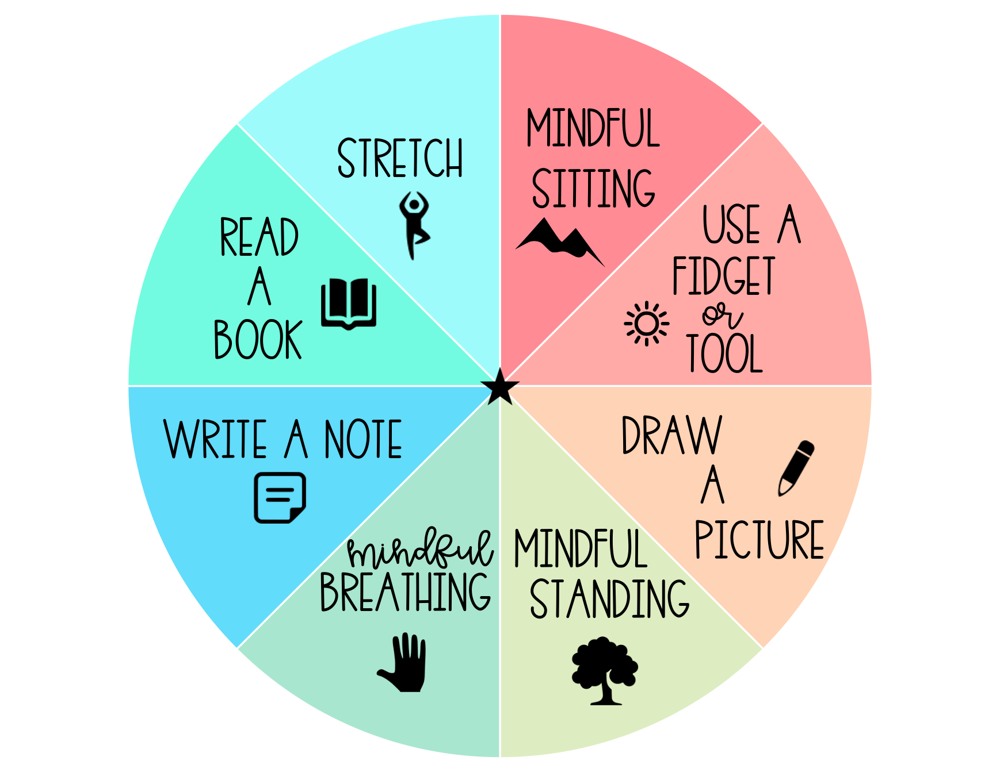 STRETCH
MINDFUL
SITTING
USE A
FIDGET
or
TOOL
DRAW
A
PICTURE
MINDFUL
STANDING
mindful
BREATHING
WRITE A NOTE
READ
A
BOOK